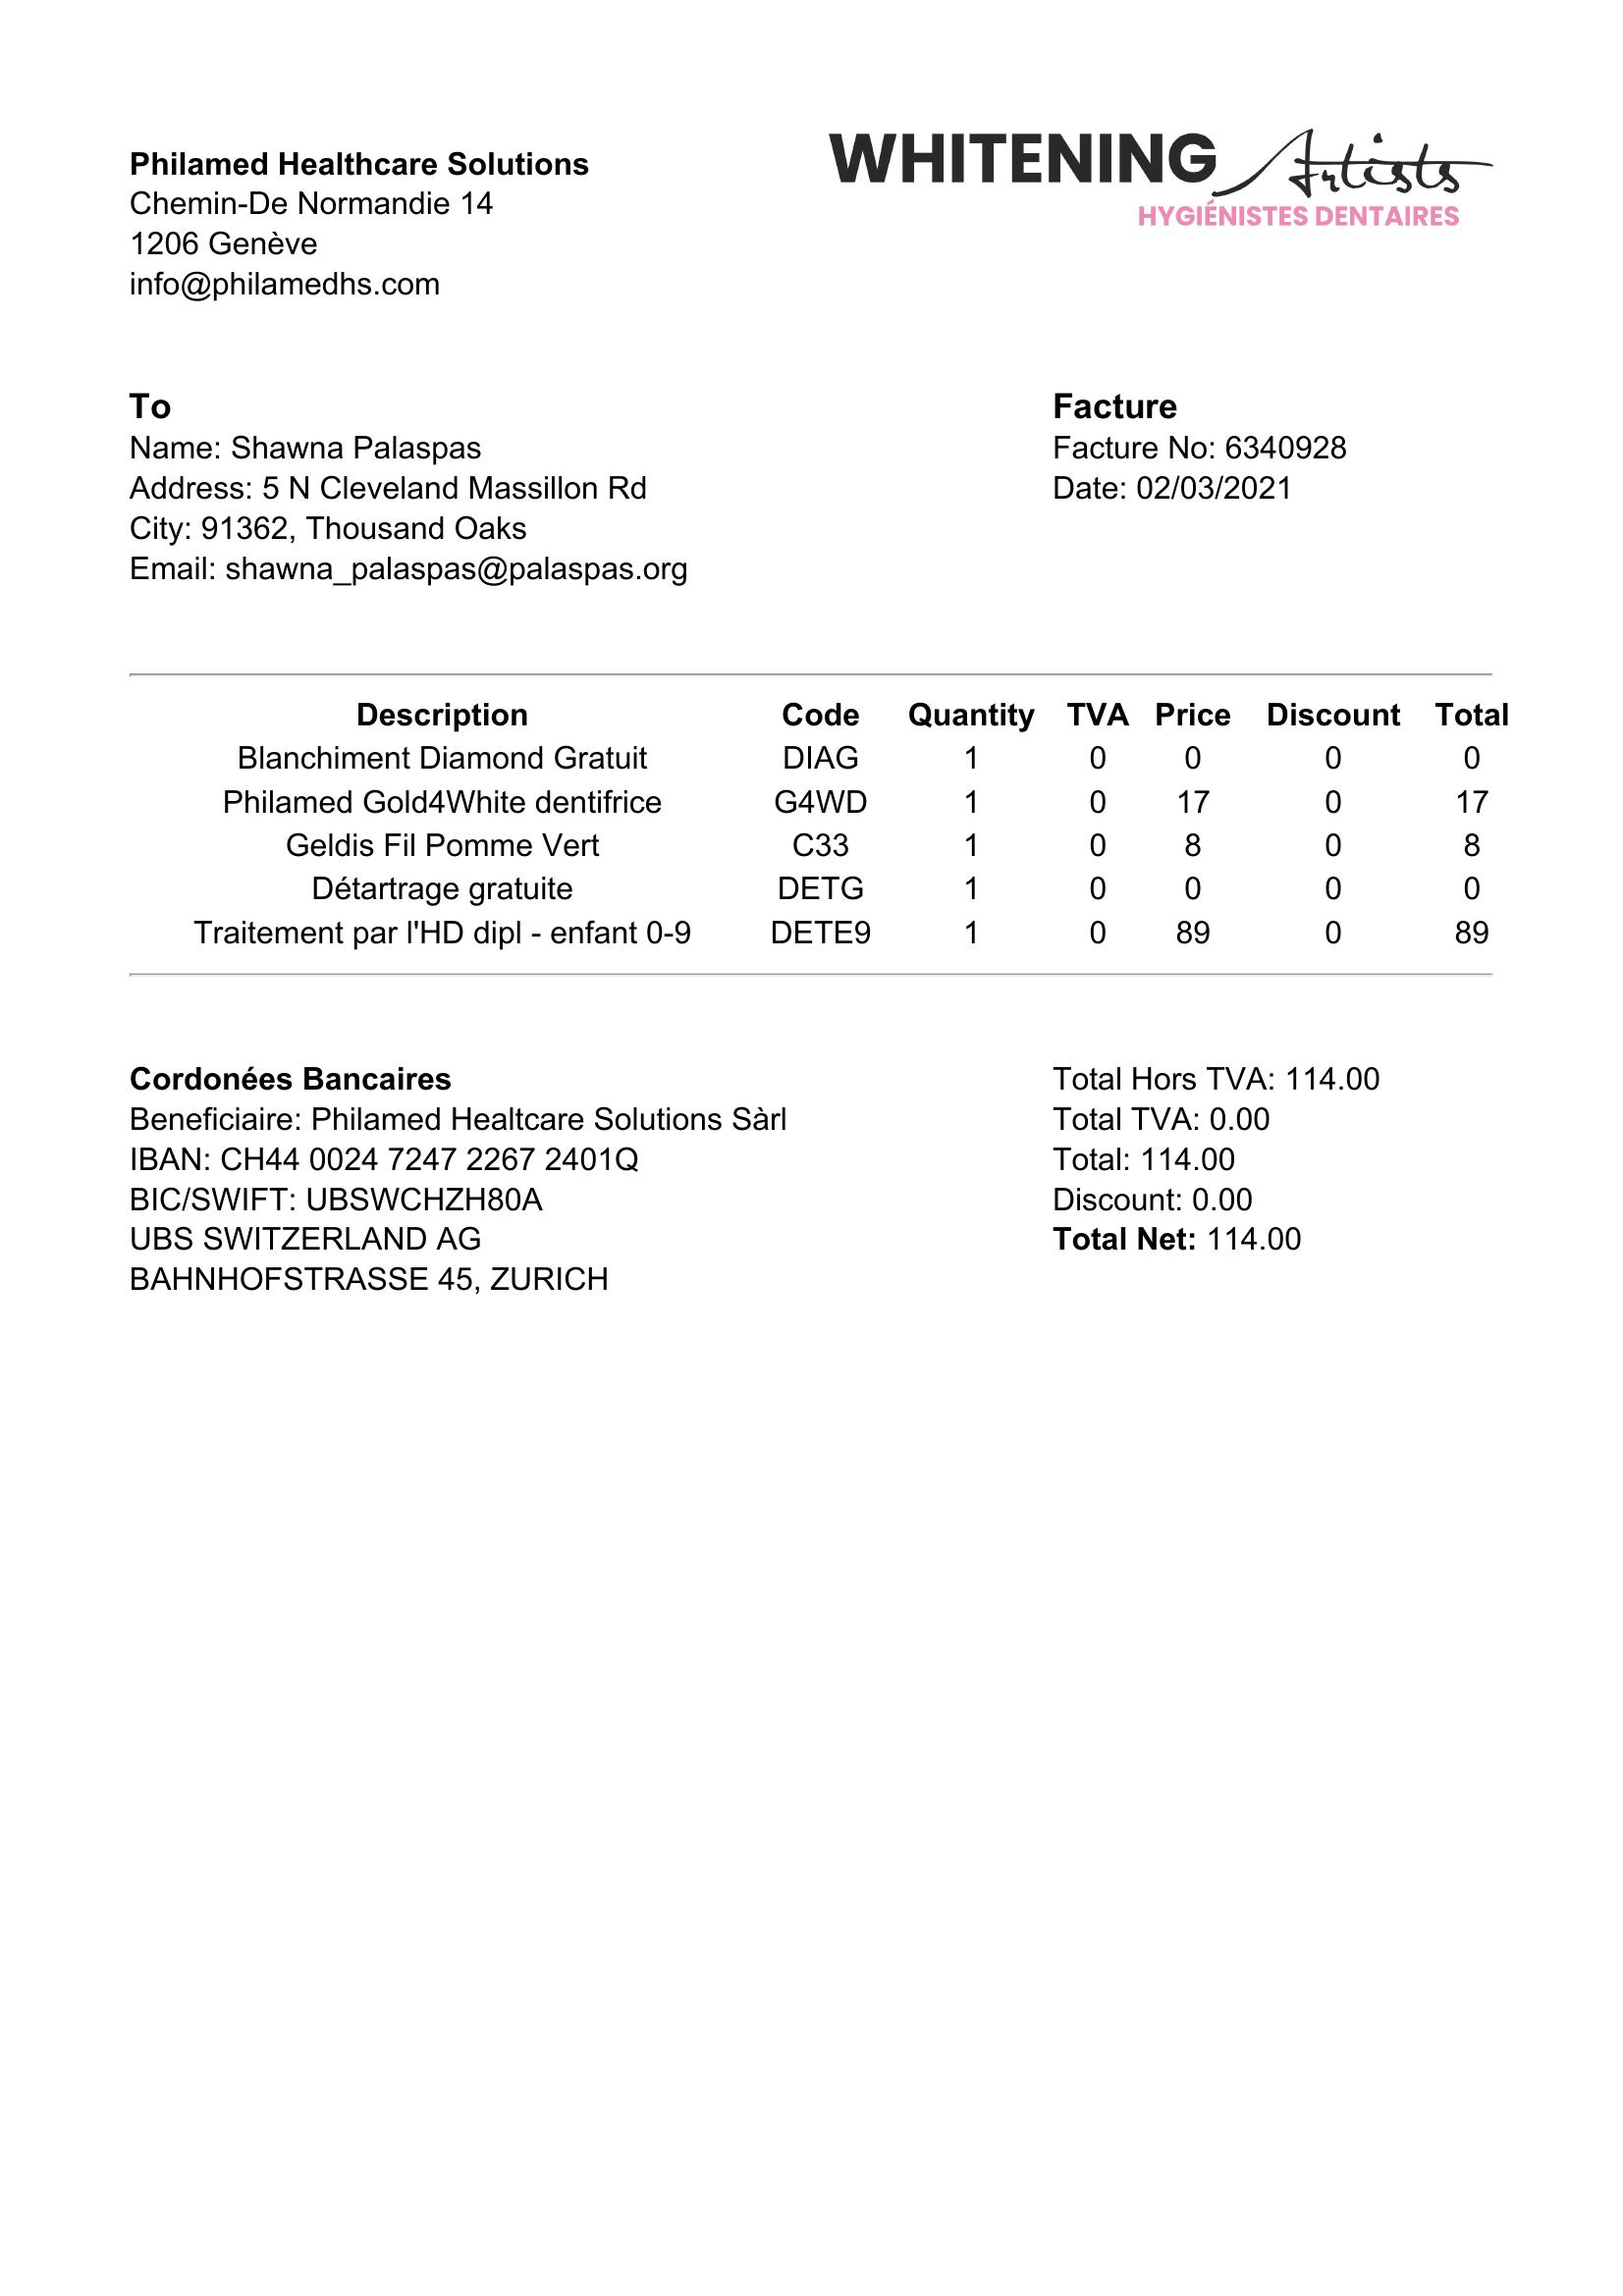 Philamed Healthcare Solutions
Chemin-De Normandie 14
1206 Genève
info@philamedhs.com
WHITENING Artists
HYGIÉNISTES DENTAIRES
To
Name: Shawna Palaspas
Address: 5 N Cleveland Massillon Rd
City: 91362, Thousand Oaks
Email: shawna_palaspas@palaspas.org
Facture
Facture No: 6340928
Date: 02/03/2021
Description Code Quantity TVA Price Discount Total
Blanchiment Diamond Gratuit DIAG 1 0 0 0 0
Philamed Gold4White dentifrice G4WD 1 0 17 0 17
Geldis Fil Pomme Vert C33 1 0 8 0 8
Détartrage gratuite DETG 1 0 0 0 0
Traitement par l'HD dipl - enfant 0-9 DETE9 1 0 89 0 89
Cordonées Bancaires
Beneficiaire: Philamed Healtcare Solutions Sàrl
IBAN: CH44 0024 7247 2267 2401Q
BIC/SWIFT: UBSWCHZH80A
UBS SWITZERLAND AG
BAHNHOFSTRASSE 45, ZURICH
Total Hors TVA: 114.00
Total TVA: 0.00
Total: 114.00
Discount: 0.00
Total Net: 114.00